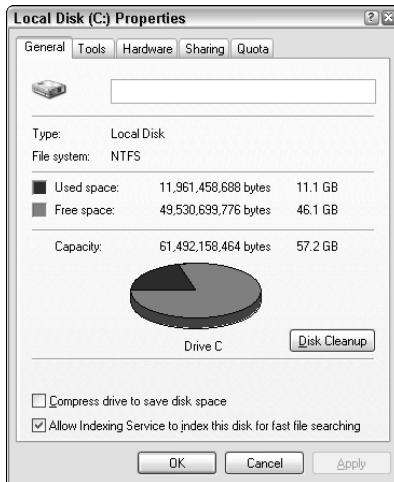 Local Disk (C:) Properties
General Tools Hardware Sharing Quota
Type: Local Disk
File system: NTFS
Used space: 11,961,458,688 bytes 11.1 GB
Free space: 49,530,699,776 bytes 46.1 GB
Capacity: 61,492,158,464 bytes 57.2 GB
Drive C
Disk Cleanup
Compress drive to save disk space
Allow Indexing Service to index this disk for fast file searching
OK Cancel Apply